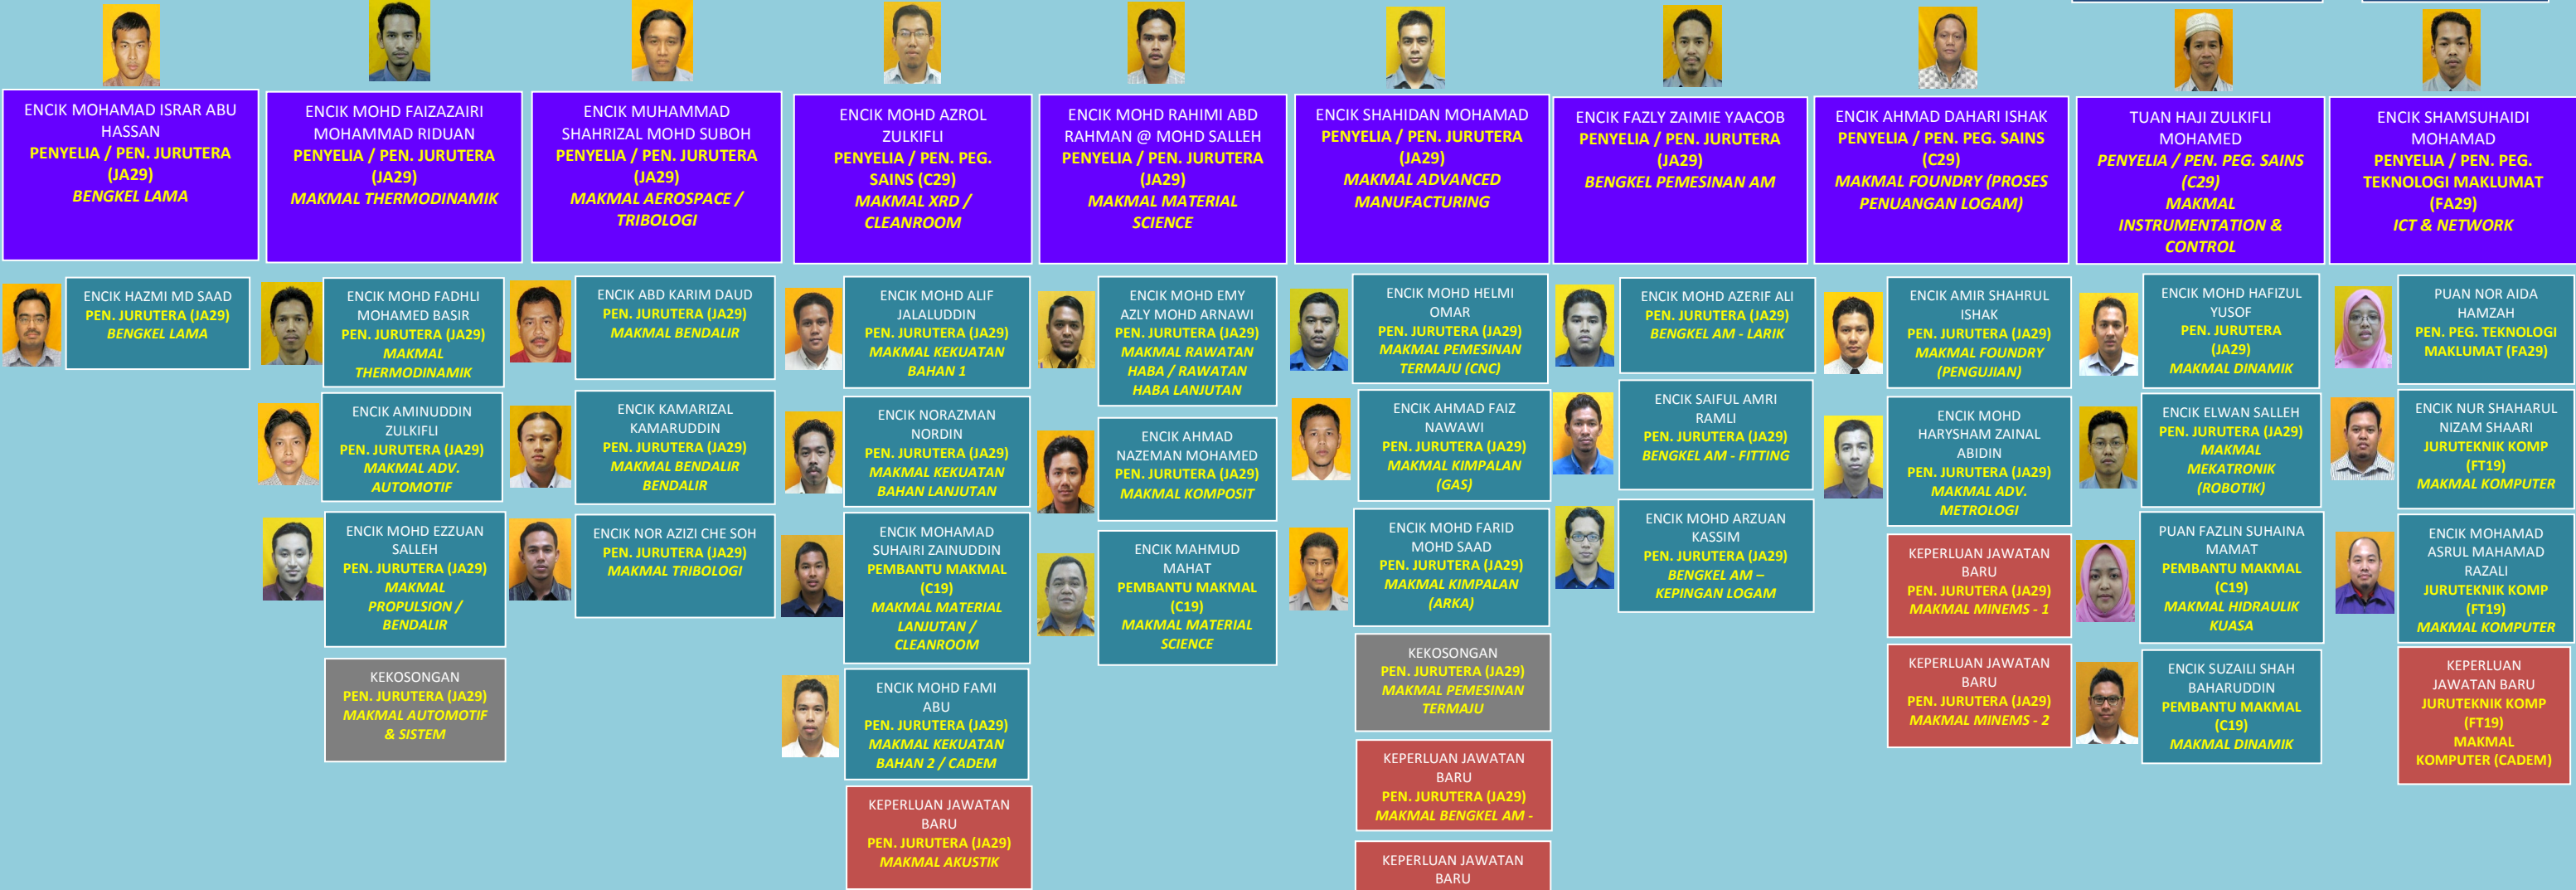 ENCIK MOHAMAD ISRAR ABU
HASSAN
PENYELIA / PEN. JURUTERA
(JA29)
BENGKEL LAMA
ENCIK HAZMI MD SAAD
PEN. JURUTERA (JA29)
BENGKEL LAMA
ENCIK MOHD FAIZAZAIRI
MOHAMMAD RIDUAN
PENYELIA / PEN. JURUTERA
(JA29)
MAKMAL THERMODINAMIK
ENCIK MOHD FADHLI
MOHAMED BASIR
PEN. JURUTERA (JA29)
MAKMAL
THERMODINAMIK
ENCIK AMINUDDIN
ZULKIFLI
PEN. JURUTERA (JA29)
MAKMAL ADV.
AUTOMOTIF
ENCIK MOHD EZZUAN
SALLEH
PEN. JURUTERA (JA29)
MAKMAL
PROPULSION /
BENDALIR
KEKOSONGAN
PEN. JURUTERA (JA29)
MAKMAL AUTOMOTIF
& SISTEM
ENCIK MUHAMMAD
SHAHRIZAL MOHD SUBOH
PENYELIA / PEN. JURUTERA
(JA29)
MAKMAL AEROSPACE /
TRIBOLOGI
ENCIK ABD KARIM DAUD
PEN. JURUTERA (JA29)
MAKMAL BENDALIR
ENCIK KAMARIZAL
KAMARUDDIN
PEN. JURUTERA (JA29)
MAKMAL BENDALIR
BENDALIR
ENCIK NOR AZIZI CHE SOH
PEN. JURUTERA (JA29)
MAKMAL TRIBOLOGI
ENCIK MOHD AZROL
ZULKIFLI
PENYELIA / PEN. PEG.
SAINS (C29)
MAKMAL XRD /
CLEANROOM
ENCIK MOHD ALIF
JALALUDDIN
PEN. JURUTERA (JA29)
MAKMAL KEKUATAN
BAHAN 1
ENCIK NORAZMAN
NORDIN
PEN. JURUTERA (JA29)
MAKMAL KEKUATAN
BAHAN LANJUTAN
ENCIK MOHAMAD
SUHAIRI ZAINUDDIN
PEMBANTU MAKMAL
(C19)
MAKMAL MATERIAL
LANJUTAN /
CLEANROOM
ENCIK MOHD FAMI
ABU
PEN. JURUTERA (JA29)
MAKMAL KEKUATAN
BAHAN 2 / CADEM
KEPERLUAN JAWATAN
BARU
PEN. JURUTERA (JA29)
MAKMAL AKUSTIK
ENCIK MOHD RAHIMI ABD
RAHMAN @ MOHD SALLEH
PENYELIA / PEN. JURUTERA
(JA29)
MAKMAL MATERIAL
SCIENCE
ENCIK MOHD EMY
AZLY MOHD ARNAWI
PEN. JURUTERA (JA29)
MAKMAL RAWATAN
HABA / RAWATAN
HABA LANJUTAN
ENCIK AHMAD
NAZEMAN MOHAMED
PEN. JURUTERA (JA29)
MAKMAL KOMPOSIT
ENCIK MAHMUD
MAHAT
PEMBANTU MAKMAL
(C19)
MAKMAL MATERIAL
SCIENCE
ENCIK SHAHIDAN MOHAMAD
PENYELIA / PEN. JURUTERA
(JA29)
MAKMAL ADVANCED
MANUFACTURING
ENCIK MOHD HELMI
OMAR
PEN. JURUTERA (JA29)
MAKMAL PEMESINAN
TERMAJU (CNC)
ENCIK AHMAD FAIZ
NAWAWI
PEN. JURUTERA (JA29)
MAKMAL KIMPALAN
(GAS)
ENCIK MOHD FARID
MOHD SAAD
PEN. JURUTERA (JA29)
MAKMAL KIMPALAN
(ARKA)
KEKOSONGAN
PEN. JURUTERA (JA29)
MAKMAL PEMESINAN
TERMAJU
KEPERLUAN JAWATAN
BARU
PEN. JURUTERA (JA29)
MAKMAL BENGKEL AM -
KEPERLUAN JAWATAN
BARU
ENCIK FAZLY ZAIMIE YAACOB
PENYELIA / PEN. JURUTERA
(JA29)
BENGKEL PEMESINAN AM
ENCIK MOHD AZERIF ALI
PEN. JURUTERA (JA29)
BENGKEL AM - LARIK
ENCIK SAIFUL AMRI
RAMLI
PEN. JURUTERA (JA29)
BENGKEL AM - FITTING
ENCIK MOHD ARZUAN
KASSIM
PEN. JURUTERA (JA29)
BENGKEL AM –
KEPINGAN LOGAM
ENCIK AHMAD DAHARI ISHAK
PENYELIA / PEN. PEG. SAINS
(C29)
MAKMAL FOUNDRY (PROSES
PENUANGAN LOGAM)
ENCIK AMIR SHAHRUL
ISHAK
PEN. JURUTERA (JA29)
MAKMAL FOUNDRY
(PENGUJIAN)
ENCIK MOHD
HARYSHAM ZAINAL
ABIDIN
PEN. JURUTERA (JA29)
MAKMAL ADV.
METROLOGI
KEPERLUAN JAWATAN
BARU
PEN. JURUTERA (JA29)
MAKMAL MINEMS - 1
KEPERLUAN JAWATAN
BARU
PEN. JURUTERA (JA29)
MAKMAL MINEMS - 2
TUAN HAJI ZULKIFLI
MOHAMED
PENYELIA / PEN. PEG. SAINS
(C29)
MAKMAL
INSTRUMENTATION &
CONTROL
ENCIK MOHD HAFIZUL
YUSOF
PEN. JURUTERA
(JA29)
MAKMAL DINAMIK
ENCIK ELWAN SALLEH
PEN. JURUTERA (JA29)
MAKMAL
MEKATRONIK
(ROBOTIK)
PUAN FAZLIN SUHAINA
MAMAT
PEMBANTU MAKMAL
(C19)
MAKMAL HIDRAULIK
KUASA
ENCIK SUZAILI SHAH
BAHARUDDIN
PEMBANTU MAKMAL
(C19)
MAKMAL DINAMIK
ENCIK SHAMSUHAIDI
MOHAMAD
PENYELIA / PEN. PEG.
TEKNOLOGI MAKLUMAT
(FA29)
ICT & NETWORK
PUAN NOR AIDA
HAMZAH
PEN. PEG. TEKNOLOGI
MAKLUMAT (FA29)
ENCIK NUR SHAHARUL
NIZAM SHAARI
JURUTEKNIK KOMP
(FT19)
MAKMAL KOMPUTER
ENCIK MOHAMAD
ASRUL MAHAMAD
RAZALI
JURUTEKNIK KOMP
(FT19)
MAKMAL KOMPUTER
KEPERLUAN
JAWATAN BARU
JURUTEKNIK KOMP
(FT19)
MAKMAL
KOMPUTER (CADEM)